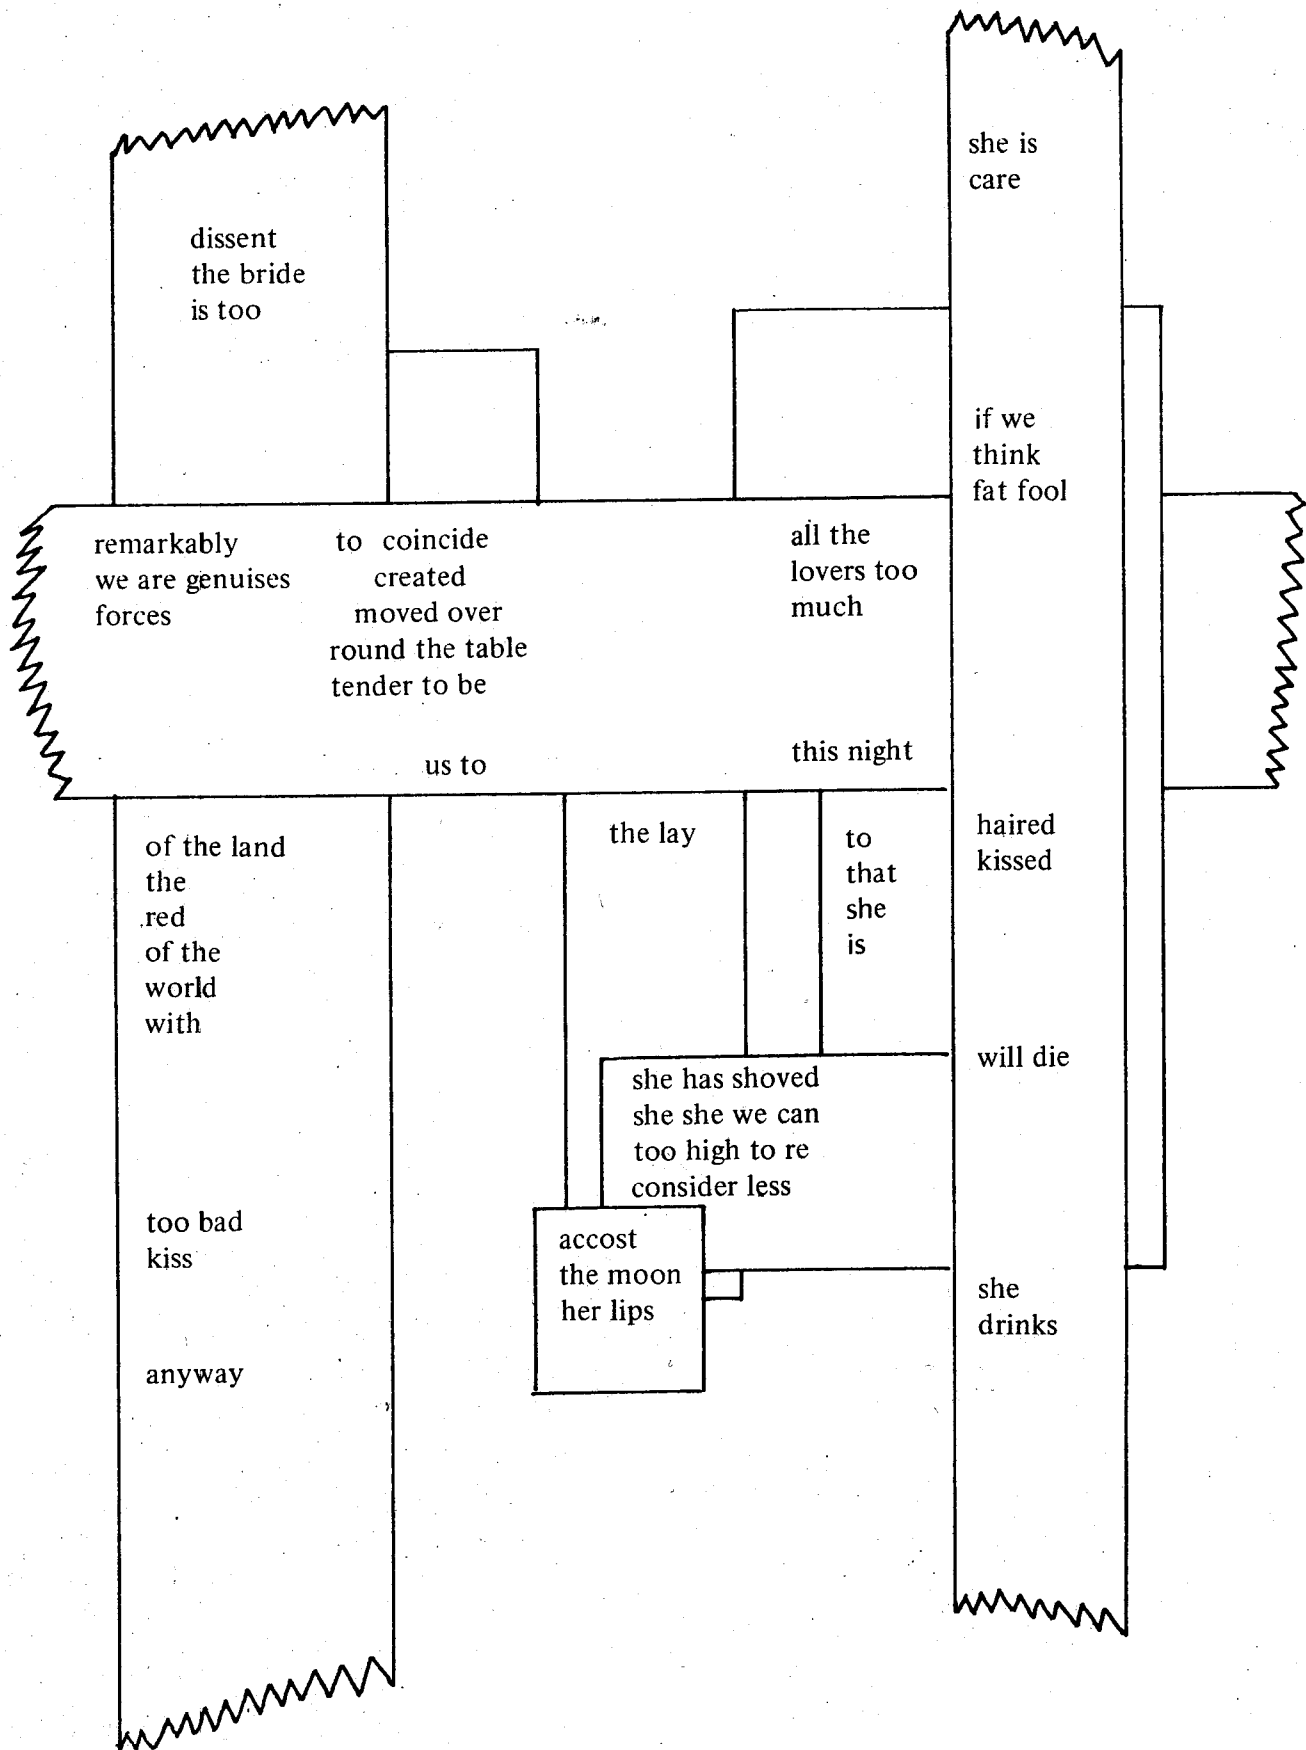 she is
care
dissent
the bride
is too
if we
think
fat fool
remarkably
we are genuises
forces
to coincide
created
moved over
round the table
tender to be
us to
all the
lovers too
much
this night
of the land
the
red
of the
world
with
too bad
kiss
anyway
the lay
to
that
she
is
haired
kissed
she has shoved
she she we can
too high to re
consider less
will die
accost
the moon
her lips
she
drinks